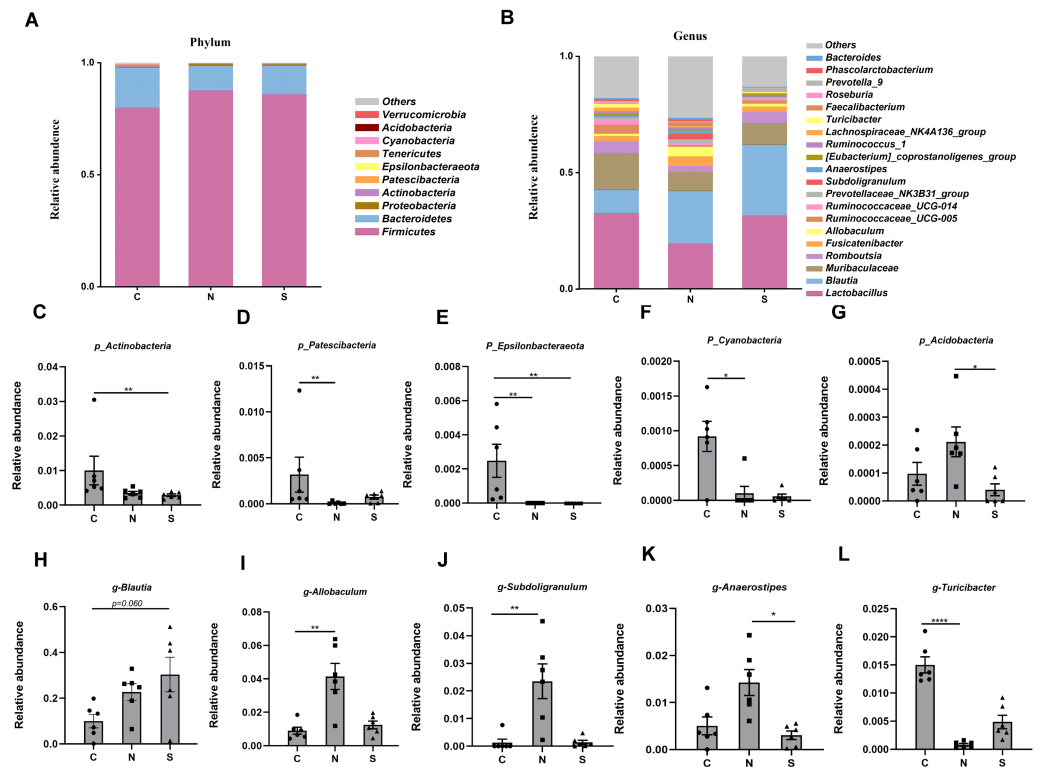 A
Phylum
Relative abundance
1.0
0.5
0.0
C N S
Others
Verrucomicrobia
Acidobacteria
Cyanobacteria
Tenericutes
Epsilonbacteraeota
Patescibacteria
Actinobacteria
Proteobacteria
Bacteroidetes
Firmicutes
B
Genus
Relative abundance
1.0
0.5
0.0
C N S
Others
Bacteroides
Phascolarctobacterium
Prevotella_9
Roseburia
Faecalibacterium
Turicibacter
Lachnospiraceae_NK4A136_group
Ruminococcus_1
[Eubacterium]_coprostanoligenes_group
Anaerostipes
Subdoligranulum
Prevotellaceae_NK3B31_group
Ruminococcaceae_UCG-014
Ruminococcaceae_UCG-005
Allobaculum
Fusicatenibacter
Romboutsia
Muribaculaceae
Blautia
Lactobacillus
C
p_Actinobacteria
Relative abundance
0.04
0.03
0.02
0.01
0.00
**
C N S
D
p_Patescibacteria
Relative abundance
0.015
0.010
0.005
0.000
**
C N S
E
P_Epsilonbacteraeota
Relative abundance
0.008
0.006
0.004
0.002
0.000
**
**
C N S
F
P_Cyanobacteria
Relative abundance
0.0020
0.0015
0.0010
0.0005
0.0000
*
C N S
G
p_Acidobacteria
Relative abundance
0.0005
0.0004
0.0003
0.0002
0.0001
0.0000
*
C N S
H
g-Blautia
p=0.060
Relative abundance
0.6
0.4
0.2
0.0
C N S
I
g-Allobaculum
Relative abundance
0.08
0.06
0.04
0.02
0.00
**
C N S
J
g-Subdoligranulum
Relative abundance
0.05
0.04
0.03
0.02
0.01
0.00
**
C N S
K
g-Anaerostipes
Relative abundance
0.03
0.02
0.01
0.00
*
C N S
L
g-Turicibacter
Relative abundance
0.025
0.020
0.015
0.010
0.005
0.000
****
C N S